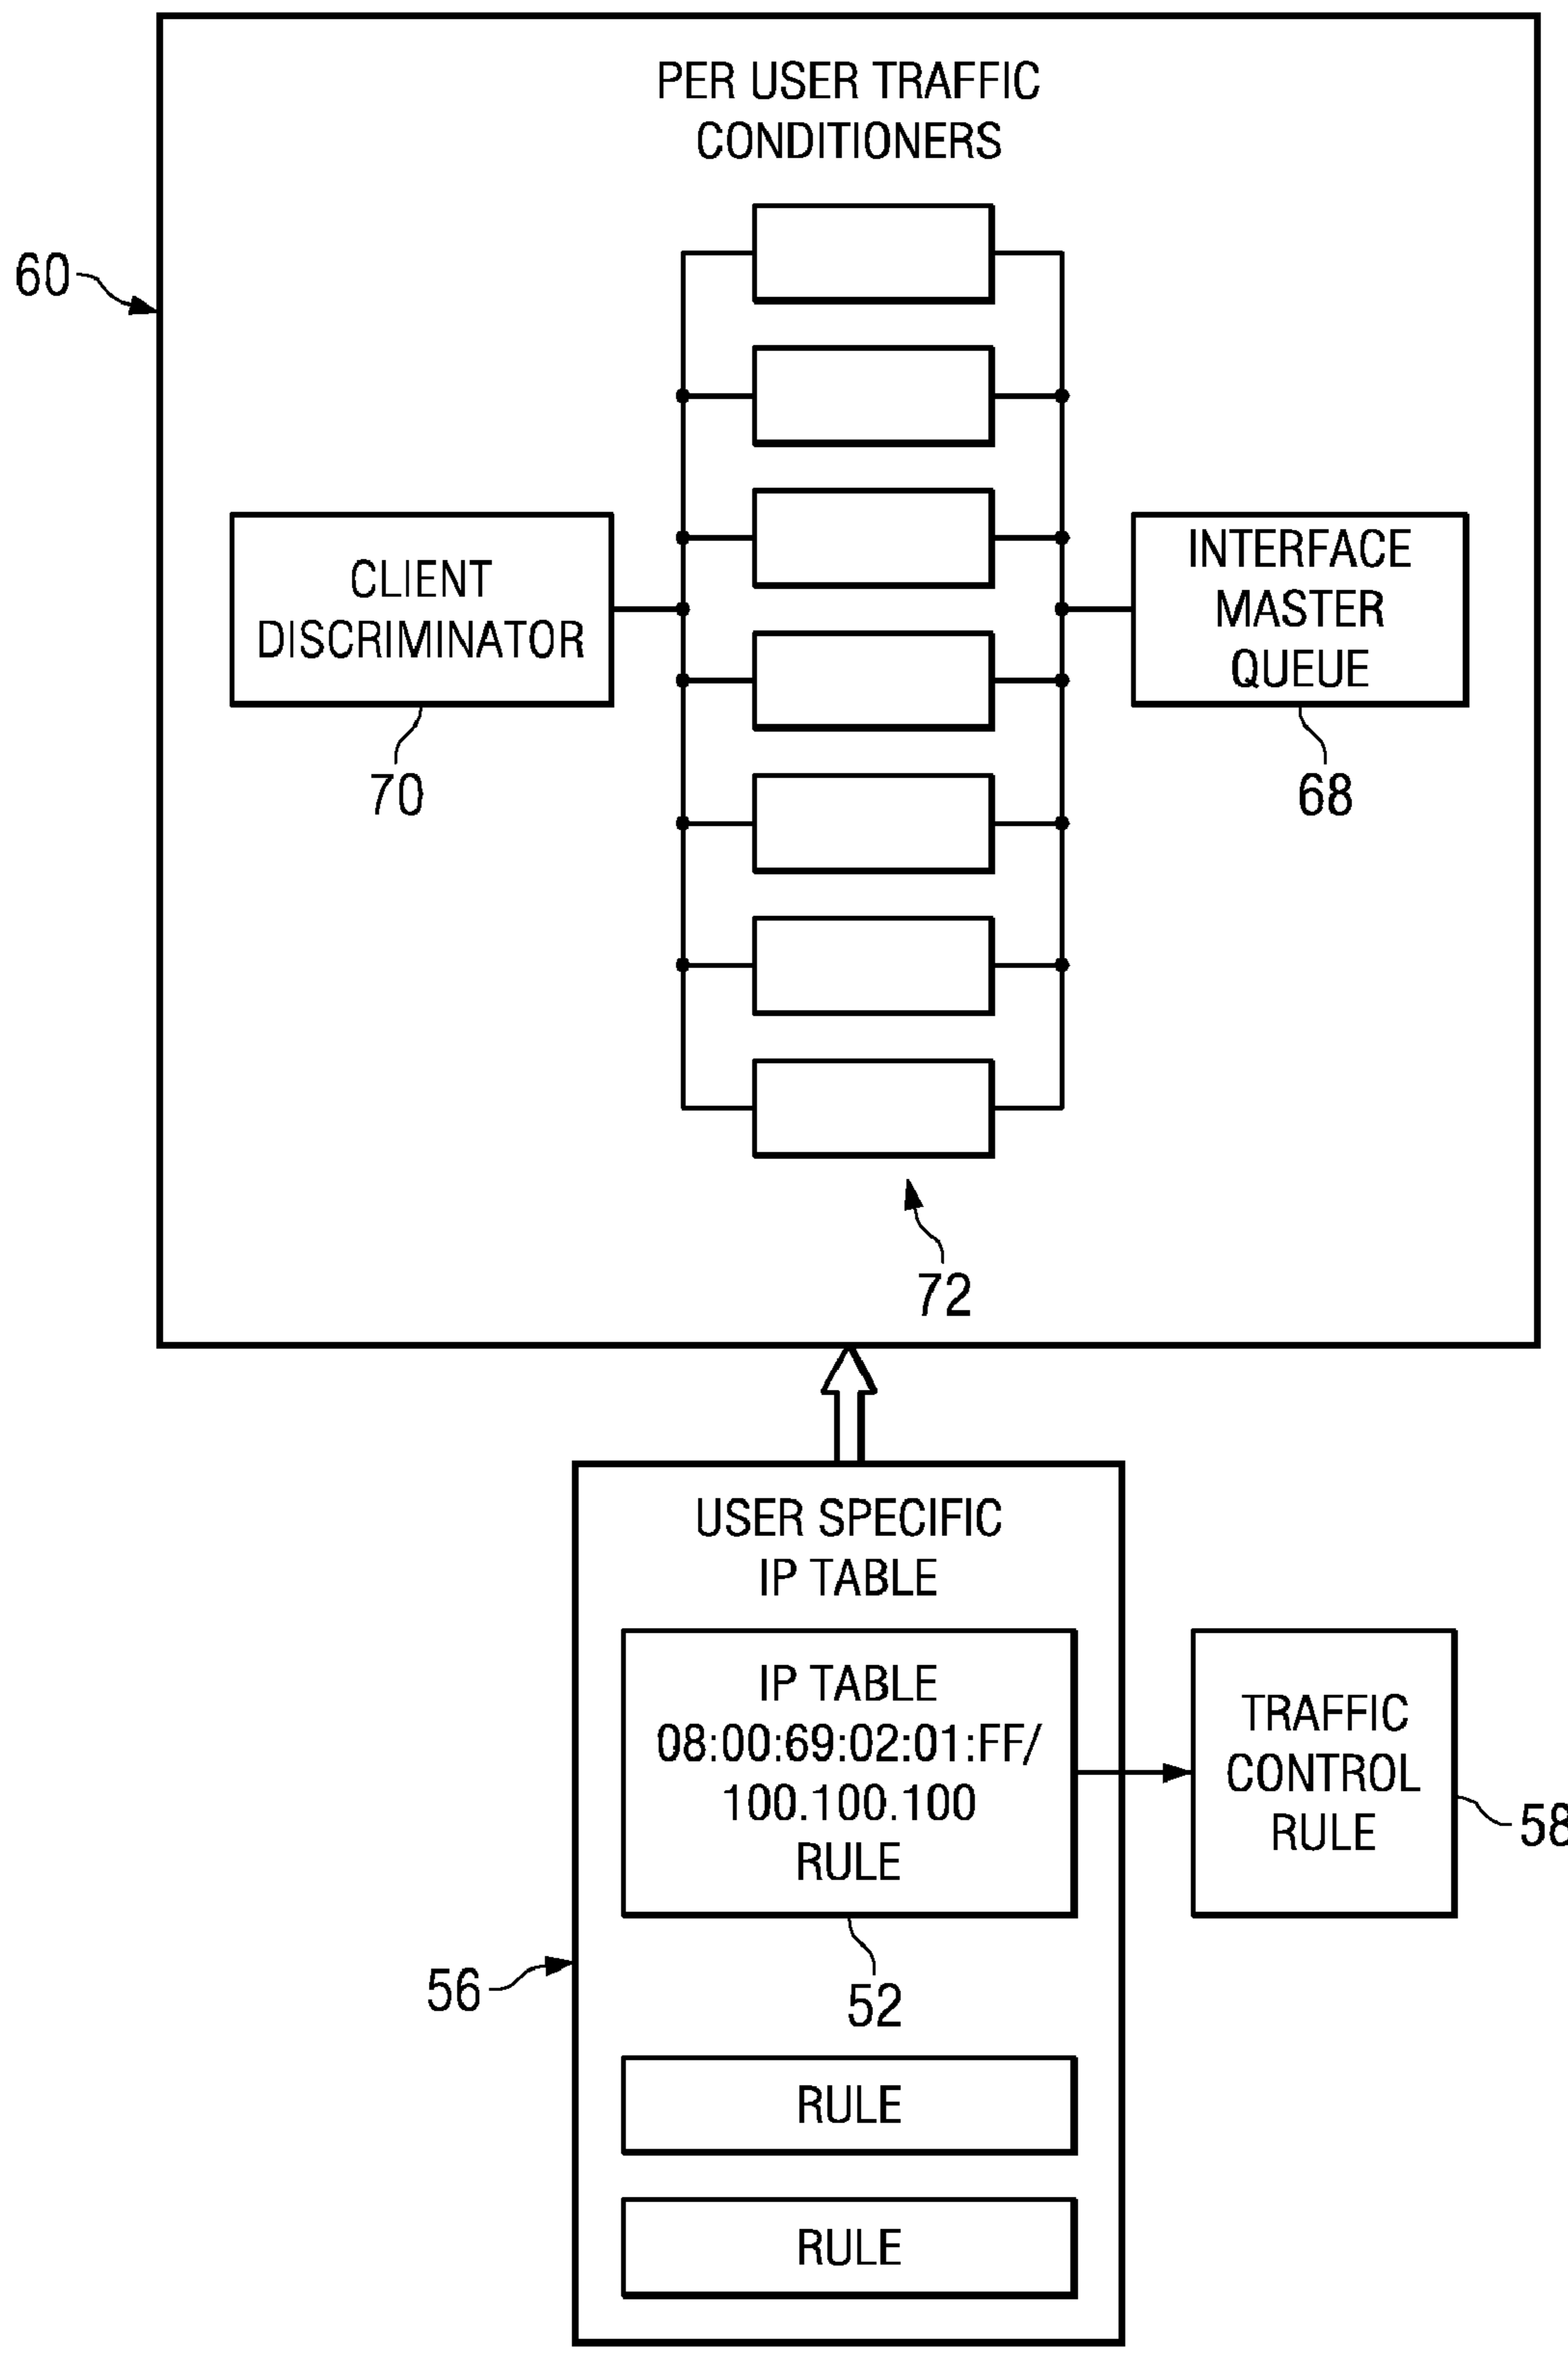 PER USER TRAFFIC
CONDITIONERS
60
CLIENT
DISCRIMINATOR
70
INTERFACE
MASTER
QUEUE
68
72
USER SPECIFIC
IP TABLE
IP TABLE
08:00:69:02:01:FF/
100.100.100
RULE
52
TRAFFIC
CONTROL
RULE
58
56
RULE
RULE